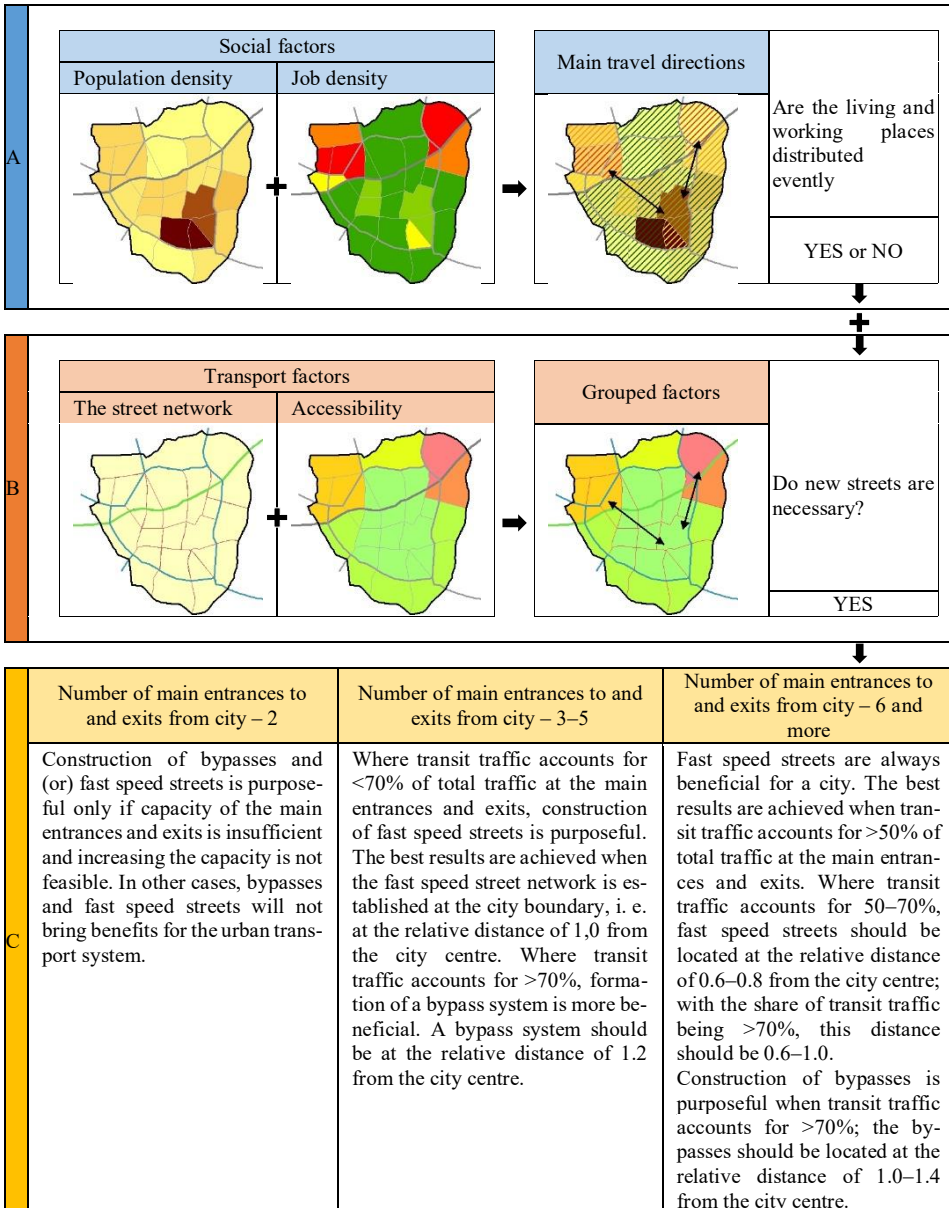 A
Social factors
Population density
Job density
Main travel directions
Are the living and
working places
distributed
evenly
YES or NO
B
Transport factors
The street network
Accessibility
Grouped factors
Do new streets are
necessary?
YES
C
Number of main entrances to
and exits from city – 2
Construction of bypasses and
(or) fast speed streets is purpose-
ful only if capacity of the main
entrances and exits is insufficient
and increasing the capacity is not
feasible. In other cases, bypasses
and fast speed streets will not
bring benefits for the urban trans-
port system.
Number of main entrances to and
exits from city – 3–5
Where transit traffic accounts for
<70% of total traffic at the main
entrances and exits, construction
of fast speed streets is purposeful.
The best results are achieved when
the fast speed street network is es-
tablished at the city boundary, i. e.
at the relative distance of 1,0 from
the city centre. Where transit
traffic accounts for >70%, forma-
tion of a bypass system is more be-
neficial. A bypass system should
be at the relative distance of 1.2
from the city centre.
Number of main entrances to
and exits from city – 6 and
more
Fast speed streets are always
beneficial for a city. The best
results are achieved when tran-
sit traffic accounts for >50% of
total traffic at the main entran-
ces and exits. Where transit
traffic accounts for 50–70%,
fast speed streets should be
located at the relative distance
of 0.6–0.8 from the city centre;
with the share of transit traffic
being >70%, this distance
should be 0.6–1.0.
Construction of bypasses is
purposeful when transit traffic
accounts for >70%; the by-
passes should be located at the
relative distance of 1.0–1.4
from the city centre.